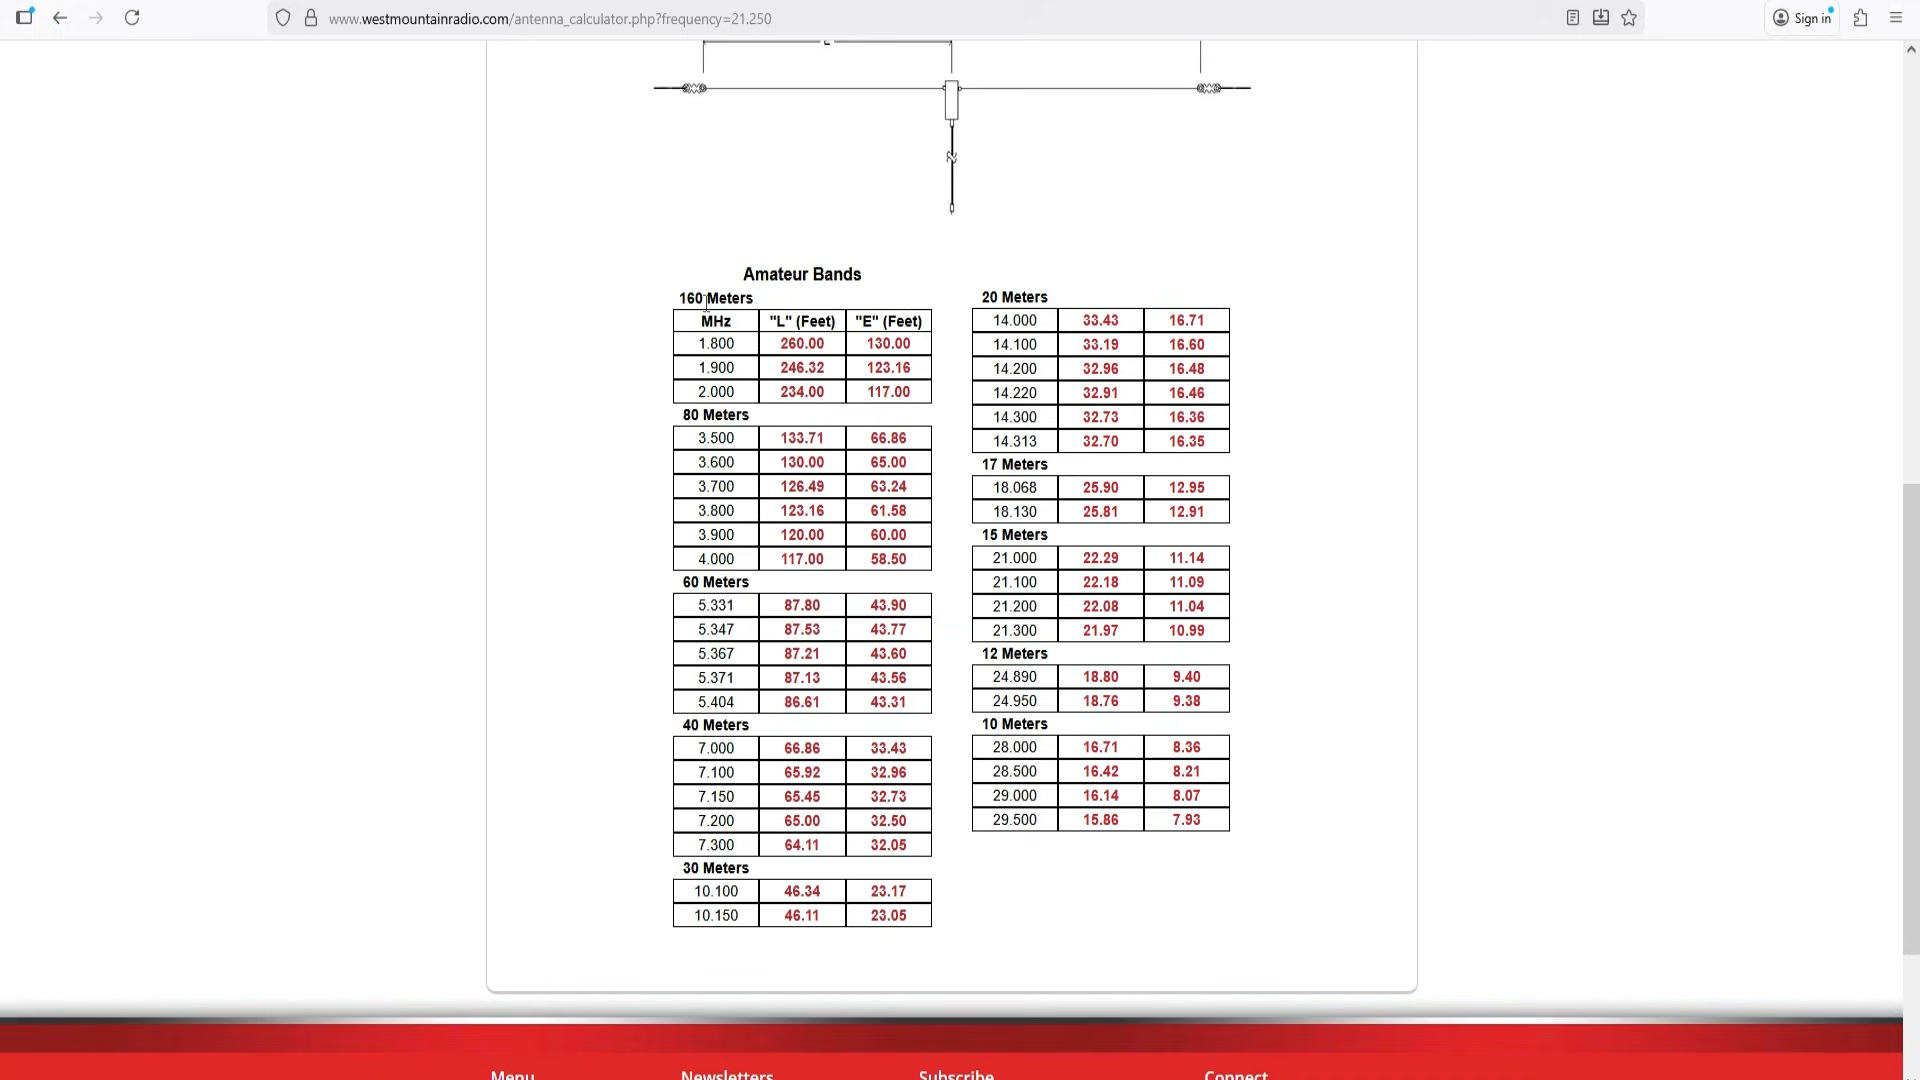 www.westmountainradio.com/antenna_calculator.php?frequency=21.250
Sign in
Amateur Bands
160 Meters
MHz "L" (Feet) "E" (Feet)
1.800 260.00 130.00
1.900 246.32 123.16
2.000 234.00 117.00
80 Meters
3.500 133.71 66.86
3.600 130.00 65.00
3.700 126.49 63.24
3.800 123.16 61.58
3.900 120.00 60.00
4.000 117.00 58.50
60 Meters
5.331 87.80 43.90
5.347 87.53 43.77
5.367 87.21 43.60
5.371 87.13 43.56
5.404 86.61 43.31
40 Meters
7.000 66.86 33.43
7.100 65.92 32.96
7.150 65.45 32.73
7.200 65.00 32.50
7.300 64.11 32.05
30 Meters
10.100 46.34 23.17
10.150 46.11 23.05
20 Meters
14.000 33.43 16.71
14.100 33.19 16.60
14.200 32.96 16.48
14.220 32.91 16.46
14.300 32.73 16.36
14.313 32.70 16.35
17 Meters
18.068 25.90 12.95
18.130 25.81 12.91
15 Meters
21.000 22.29 11.14
21.100 22.18 11.09
21.200 22.08 11.04
21.300 21.97 10.99
12 Meters
24.890 18.80 9.40
24.950 18.76 9.38
10 Meters
28.000 16.71 8.36
28.500 16.42 8.21
29.000 16.14 8.07
29.500 15.86 7.93
Menu Newsletters Subscribe Connect